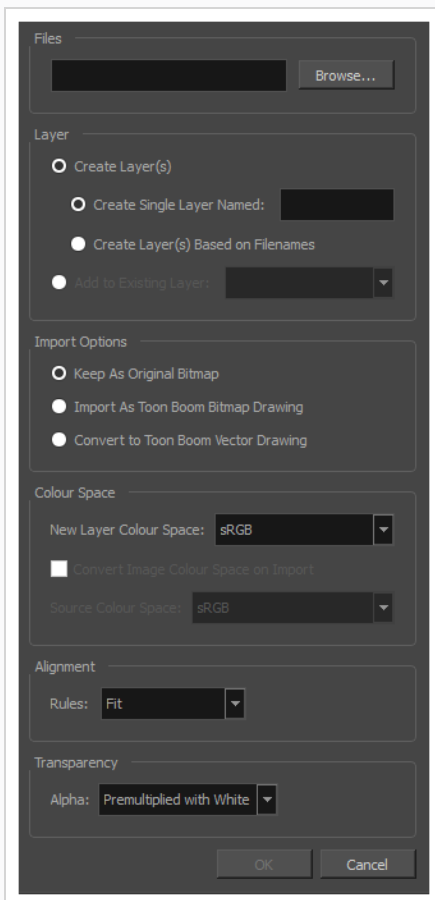 Files
Browse...
Layer
Create Layer(s)
Create Single Layer Named:
Create Layer(s) Based on Filenames
Add to Existing Layer:
Import Options
Keep As Original Bitmap
Import As Toon Boom Bitmap Drawing
Convert to Toon Boom Vector Drawing
Colour Space
New Layer Colour Space: sRGB
Convert Image Colour Space on Import
Source Colour Space: sRGB
Alignment
Rules: Fit
Transparency
Alpha: Premultiplied with White
OK Cancel